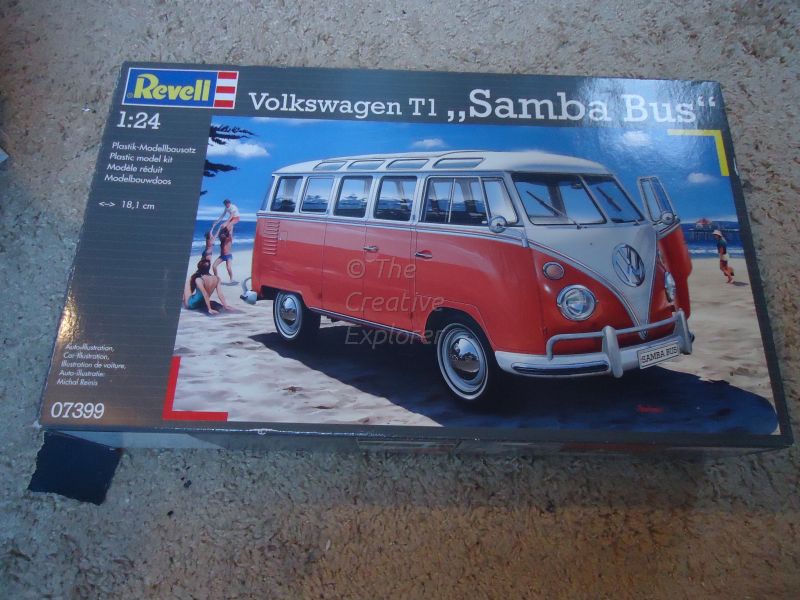 Revell
Volkswagen T1 „Samba Bus“
1:24
Plastik-Modellbausatz
Plastic model kit
Modèle réduit
Modelbouwdoos
<--> 18,1 cm
© The
Creative
Explorer
SAMBA BUS
Auto-Illustration,
Car-Illustration,
Illustration de voiture,
Auto-illustratie:
Michal Reinis
07399